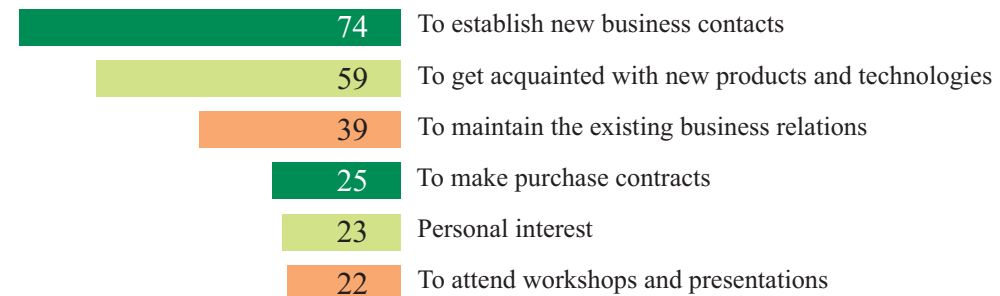 74 To establish new business contacts
59 To get acquainted with new products and technologies
39 To maintain the existing business relations
25 To make purchase contracts
23 Personal interest
22 To attend workshops and presentations